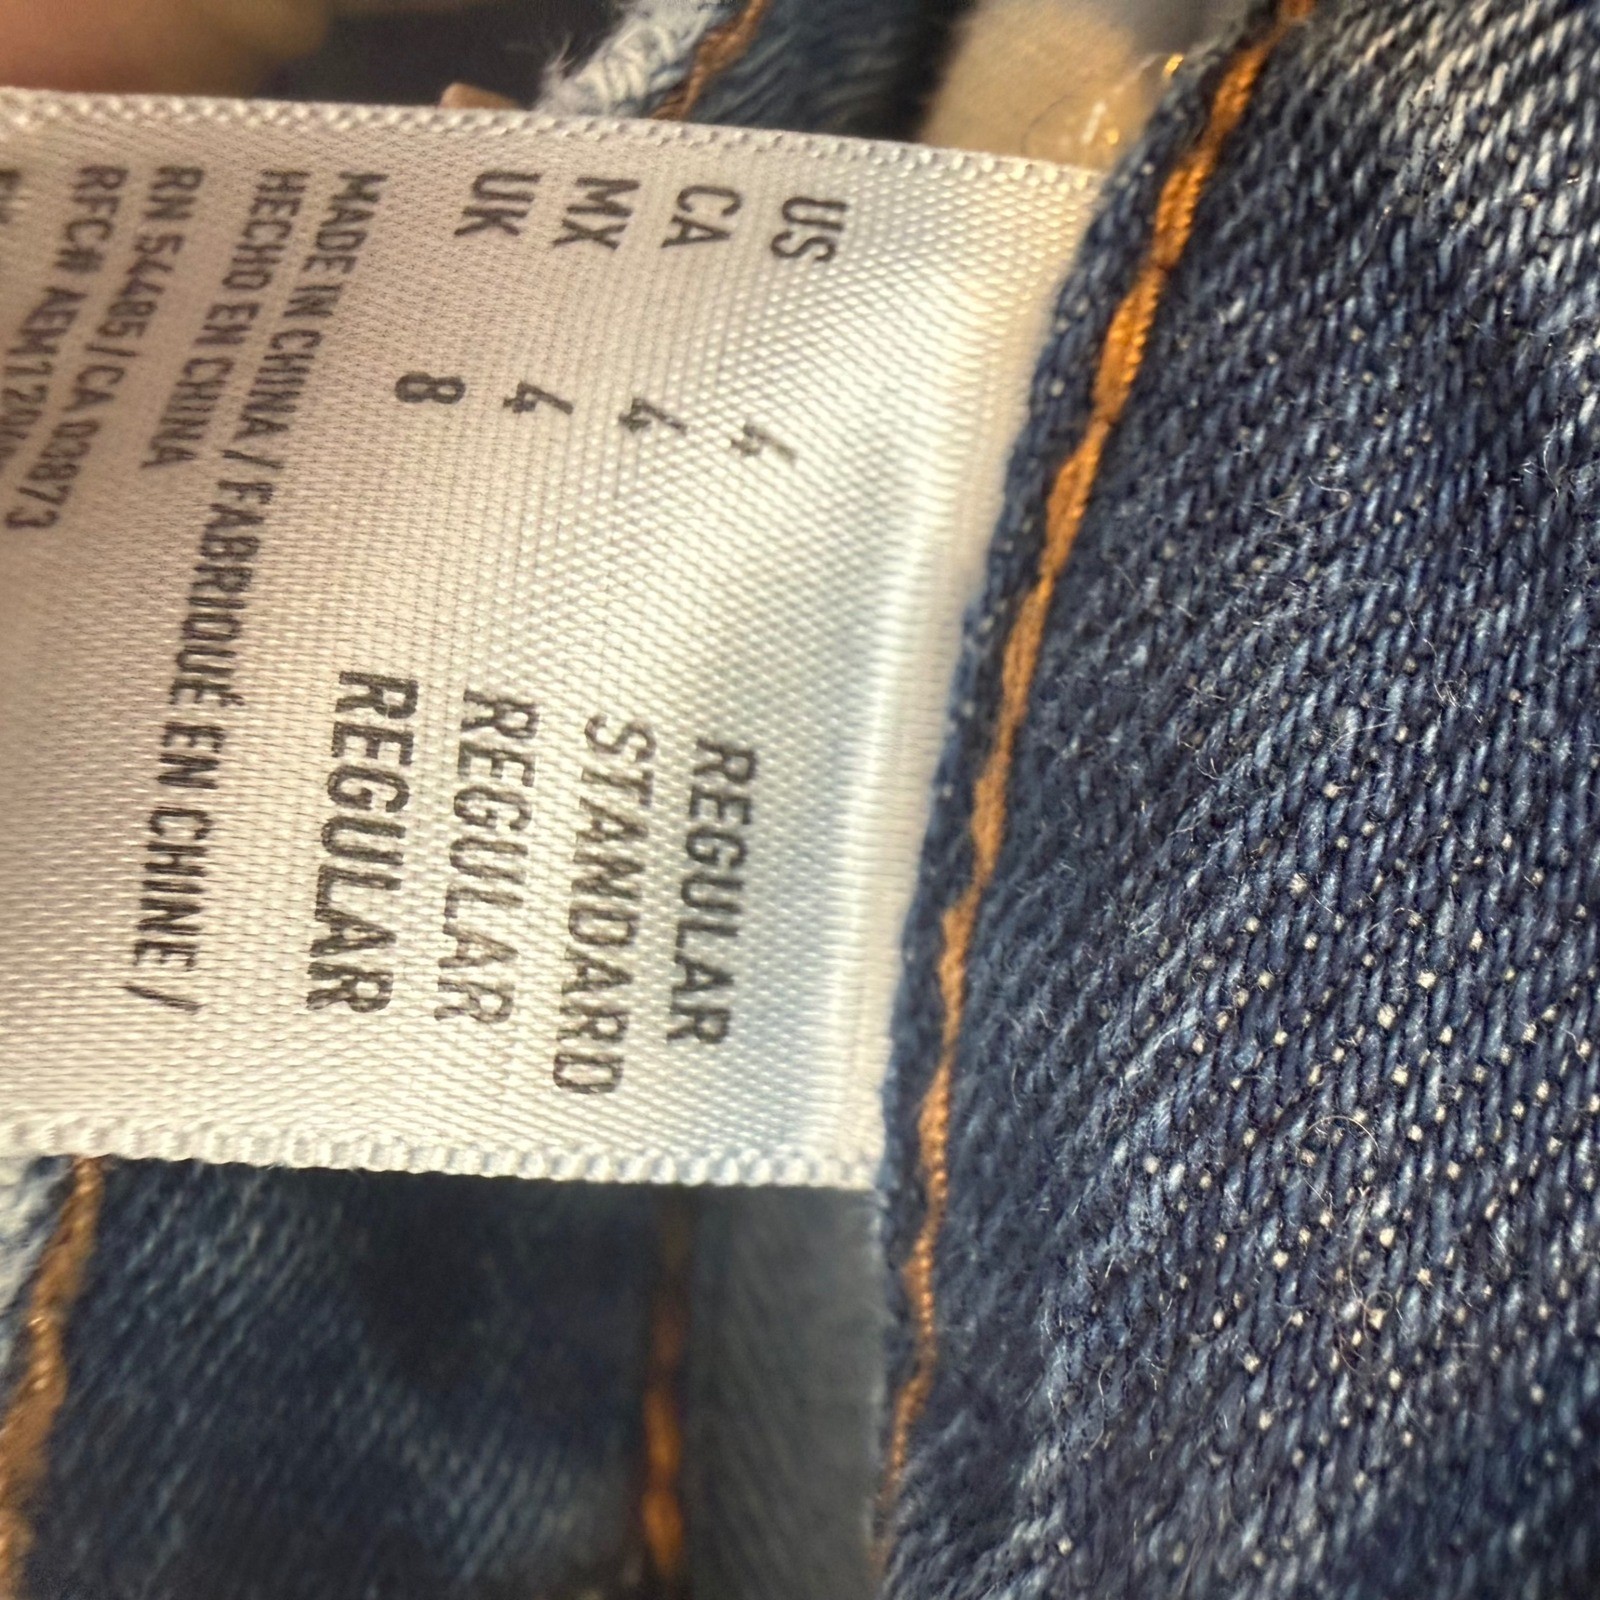 US 4 REGULAR
CA 4 STANDARD
MX 4 REGULAR
UK 8 REGULAR
MADE IN CHINA / FABRIQUÉ EN CHINE /
HECHO EN CHINA
RN 54485/CA 03873
RFC#